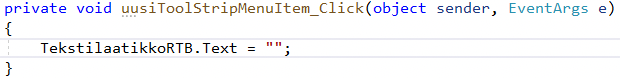 private void uusiToolStripMenuItem_Click(object sender, EventArgs e)
{
    TekstilaatikkoRTB.Text = "";
}